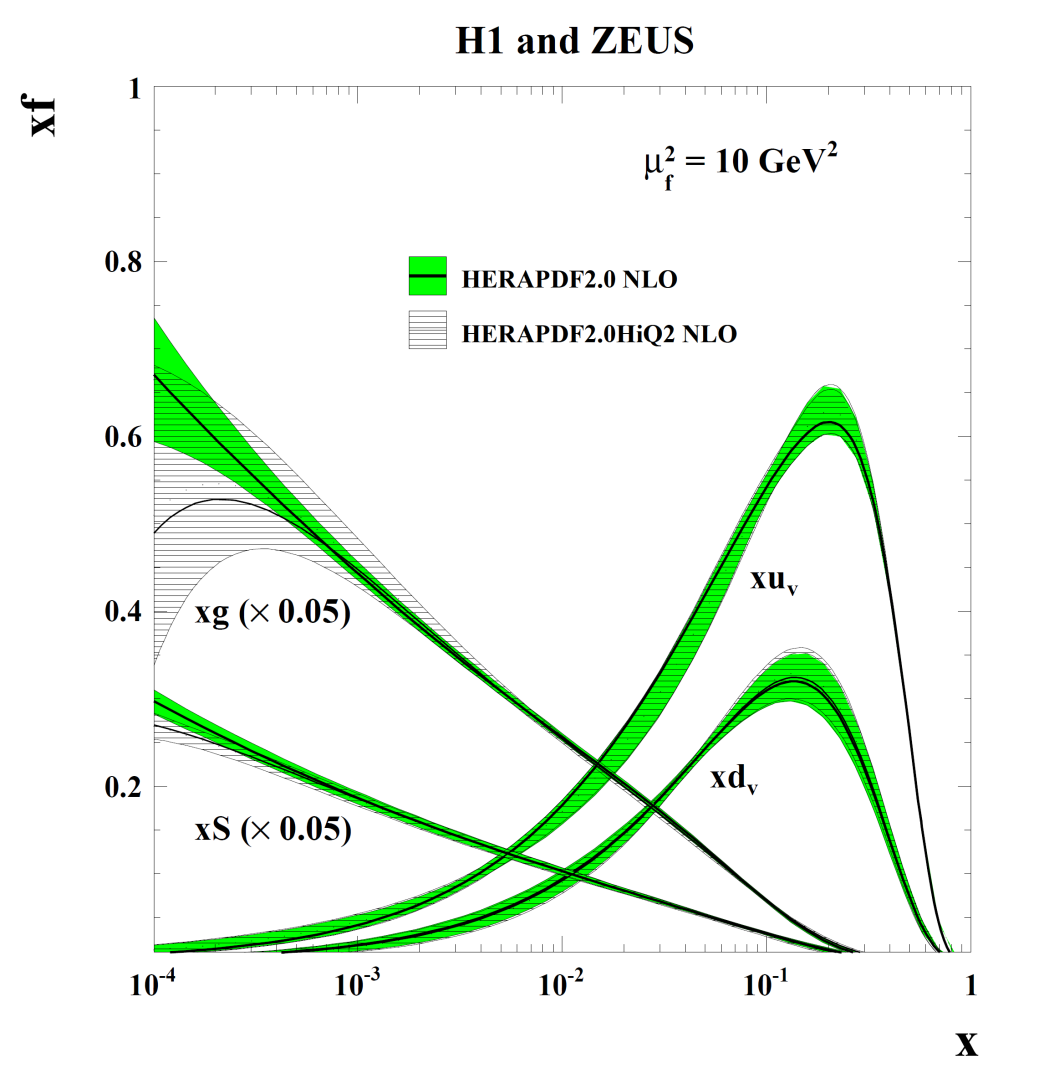 H1 and ZEUS
xf
1
0.8
0.6
0.4
0.2
μ_f^2 = 10 GeV^2
HERAPDF2.0 NLO
HERAPDF2.0HiQ2 NLO
xu_v
xg (× 0.05)
xd_v
xS (× 0.05)
10^-4 10^-3 10^-2 10^-1 1
x